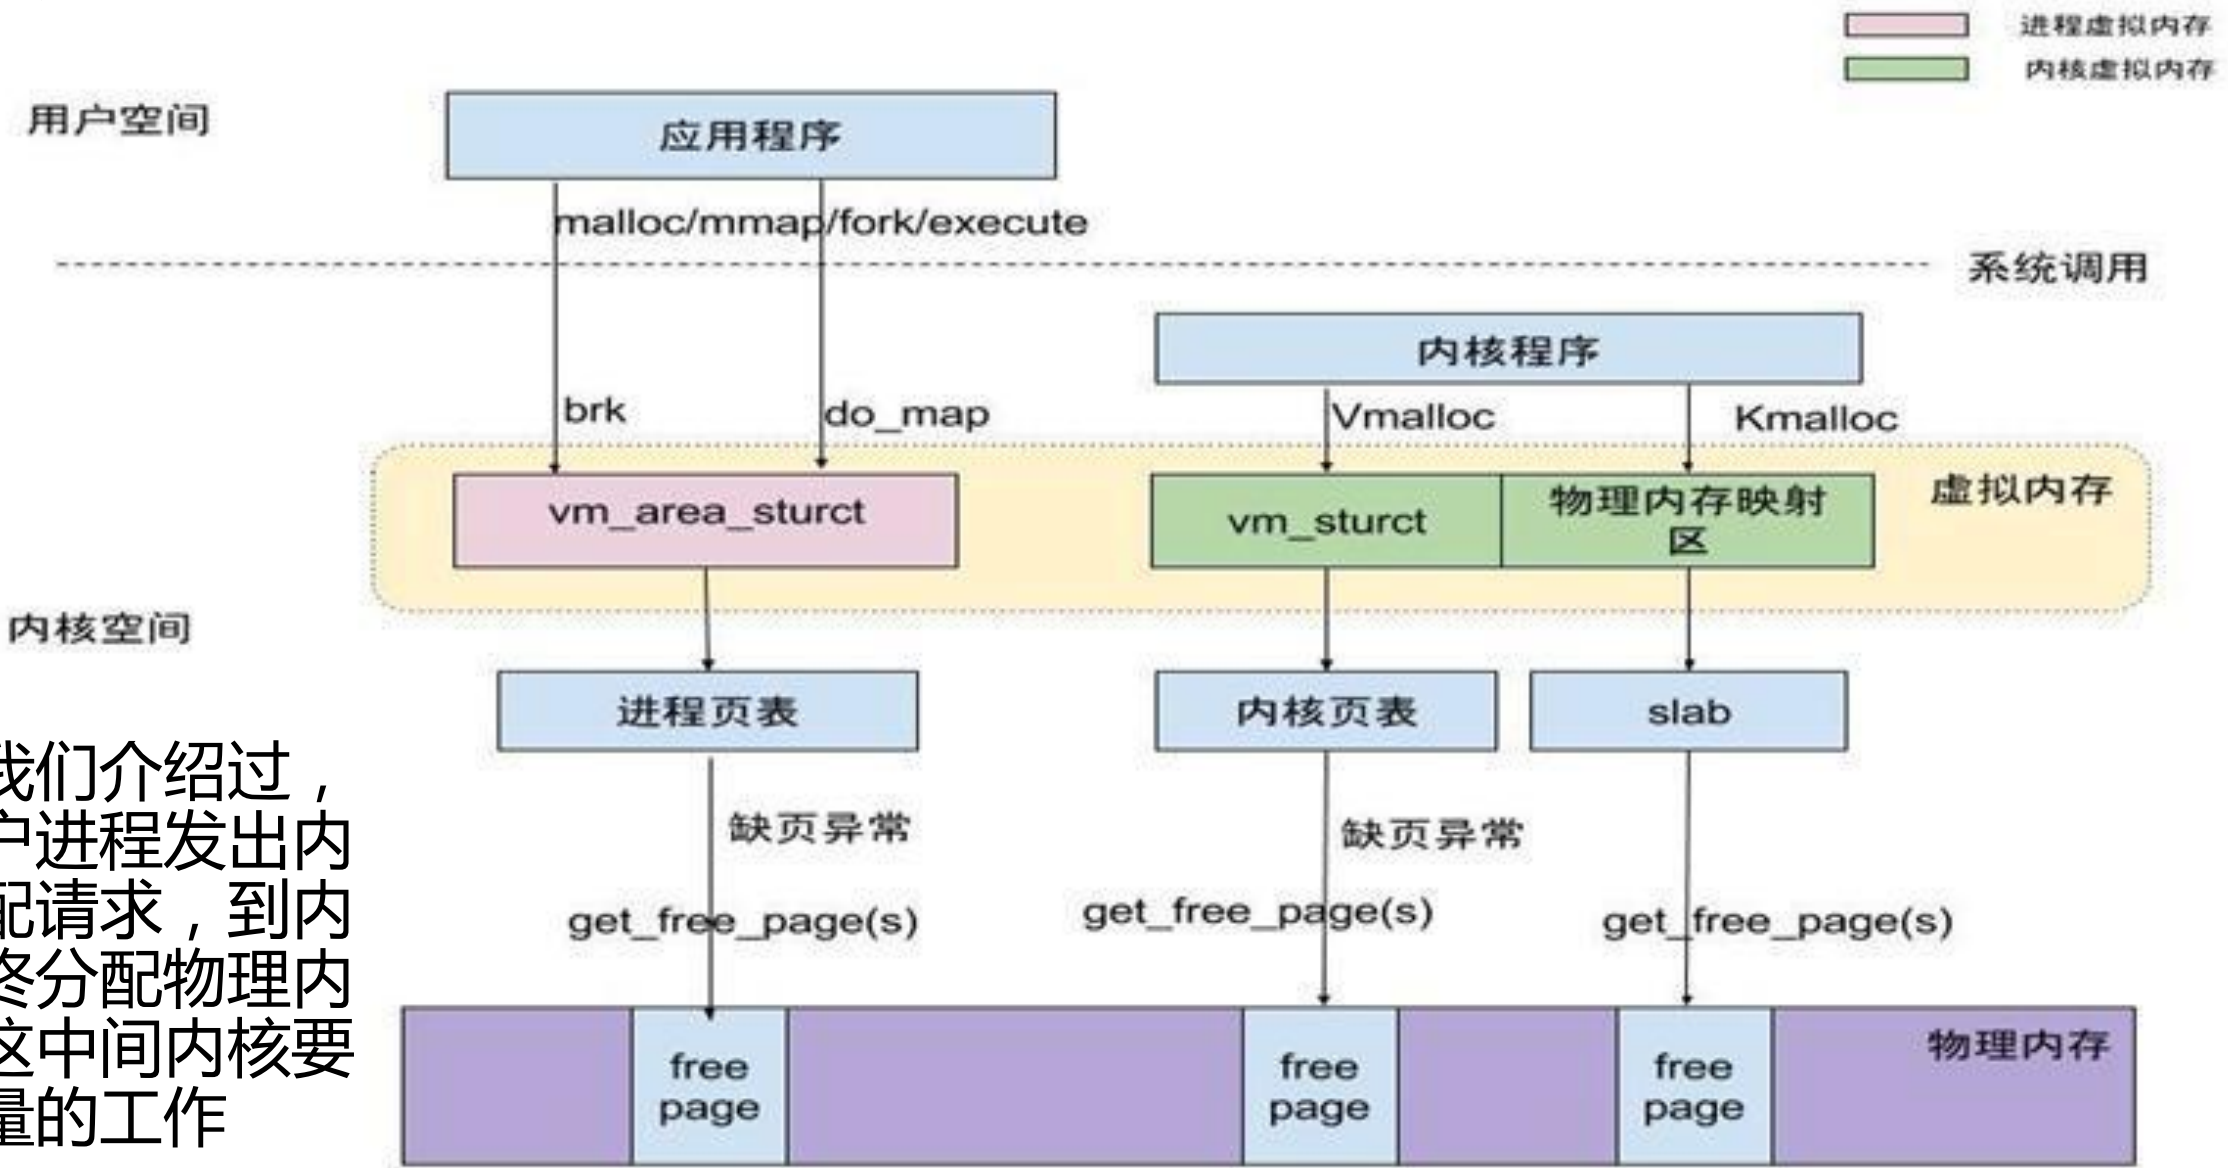 进程虚拟内存
内核虚拟内存
用户空间
应用程序
malloc/mmap/fork/execute
系统调用
内核程序
brk
do_map
Vmalloc
Kmalloc
虚拟内存
vm_area_sturct
vm_sturct
物理内存映射
区
内核空间
进程页表
内核页表
slab
我们介绍过，
户进程发出内
配请求，到内
终分配物理内
这中间内核要
量的工作
缺页异常
缺页异常
get_free_page(s)
get_free_page(s)
get_free_page(s)
物理内存
free
page
free
page
free
page